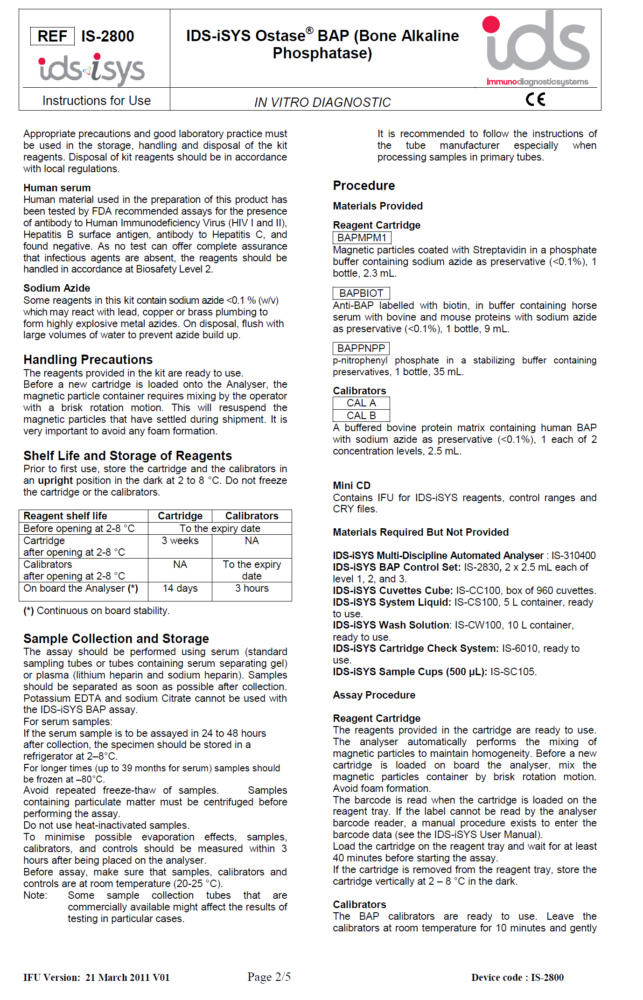 REF IS-2800
ids-isys
Instructions for Use
IDS-iSYS Ostase® BAP (Bone Alkaline
Phosphatase)
IN VITRO DIAGNOSTIC
ids
immunodiagnosticsystems
CE
Appropriate precautions and good laboratory practice must
be used in the storage, handling and disposal of the kit
reagents. Disposal of kit reagents should be in accordance
with local regulations.
Human serum
Human material used in the preparation of this product has
been tested by FDA recommended assays for the presence
of antibody to Human Immunodeficiency Virus (HIV I and II),
Hepatitis B surface antigen, antibody to Hepatitis C, and
found negative. As no test can offer complete assurance
that infectious agents are absent, the reagents should be
handled in accordance at Biosafety Level 2.
Sodium Azide
Some reagents in this kit contain sodium azide <0.1 % (w/v)
which may react with lead, copper or brass plumbing to
form highly explosive metal azides. On disposal, flush with
large volumes of water to prevent azide build up.
Handling Precautions
The reagents provided in the kit are ready to use.
Before a new cartridge is loaded onto the Analyser, the
magnetic particle container requires mixing by the operator
with a brisk rotation motion. This will resuspend the
magnetic particles that have settled during shipment. It is
very important to avoid any foam formation.
Shelf Life and Storage of Reagents
Prior to first use, store the cartridge and the calibrators in
an upright position in the dark at 2 to 8 °C. Do not freeze
the cartridge or the calibrators.
Reagent shelf life Cartridge Calibrators
Before opening at 2-8 °C To the expiry date
Cartridge 3 weeks NA
after opening at 2-8 °C
Calibrators NA To the expiry
after opening at 2-8 °C date
On board the Analyser (*) 14 days 3 hours
(*) Continuous on board stability.
Sample Collection and Storage
The assay should be performed using serum (standard
sampling tubes or tubes containing serum separating gel)
or plasma (lithium heparin and sodium heparin). Samples
should be separated as soon as possible after collection.
Potassium EDTA and sodium Citrate cannot be used with
the IDS-iSYS BAP assay.
For serum samples:
If the serum sample is to be assayed in 24 to 48 hours
after collection, the specimen should be stored in a
refrigerator at 2–8°C.
For longer times (up to 39 months for serum) samples should
be frozen at –80°C.
Avoid repeated freeze-thaw of samples. Samples
containing particulate matter must be centrifuged before
performing the assay.
Do not use heat-inactivated samples.
To minimise possible evaporation effects, samples,
calibrators, and controls should be measured within 3
hours after being placed on the analyser.
Before assay, make sure that samples, calibrators and
controls are at room temperature (20-25 °C).
Note: Some sample collection tubes that are
commercially available might affect the results of
testing in particular cases.
It is recommended to follow the instructions of
the tube manufacturer especially when
processing samples in primary tubes.
Procedure
Materials Provided
Reagent Cartridge
BAPMPM1
Magnetic particles coated with Streptavidin in a phosphate
buffer containing sodium azide as preservative (<0.1%), 1
bottle, 2.3 mL.
BAPBIOT
Anti-BAP labelled with biotin, in buffer containing horse
serum with bovine and mouse proteins with sodium azide
as preservative (<0.1%), 1 bottle, 9 mL.
BAPPNPP
p-nitrophenyl phosphate in a stabilizing buffer containing
preservatives, 1 bottle, 35 mL.
Calibrators
CAL A
CAL B
A buffered bovine protein matrix containing human BAP
with sodium azide as preservative (<0.1%), 1 each of 2
concentration levels, 2.5 mL.
Mini CD
Contains IFU for IDS-iSYS reagents, control ranges and
CRY files.
Materials Required But Not Provided
IDS-iSYS Multi-Discipline Automated Analyser : IS-310400
IDS-iSYS BAP Control Set: IS-2830, 2 x 2.5 mL each of
level 1, 2, and 3.
IDS-iSYS Cuvettes Cube: IS-CC100, box of 960 cuvettes.
IDS-iSYS System Liquid: IS-CS100, 5 L container, ready
to use.
IDS-iSYS Wash Solution: IS-CW100, 10 L container,
ready to use.
IDS-iSYS Cartridge Check System: IS-6010, ready to
use.
IDS-iSYS Sample Cups (500 µL): IS-SC105.
Assay Procedure
Reagent Cartridge
The reagents provided in the cartridge are ready to use.
The analyser automatically performs the mixing of
magnetic particles to maintain homogeneity. Before a new
cartridge is loaded on board the analyser, mix the
magnetic particles container by brisk rotation motion.
Avoid foam formation.
The barcode is read when the cartridge is loaded on the
reagent tray. If the label cannot be read by the analyser
barcode reader, a manual procedure exists to enter the
barcode data (see the IDS-iSYS User Manual).
Load the cartridge on the reagent tray and wait for at least
40 minutes before starting the assay.
If the cartridge is removed from the reagent tray, store the
cartridge vertically at 2 – 8 °C in the dark.
Calibrators
The BAP calibrators are ready to use. Leave the
calibrators at room temperature for 10 minutes and gently
IFU Version: 21 March 2011 V01 Page 2/5 Device code : IS-2800